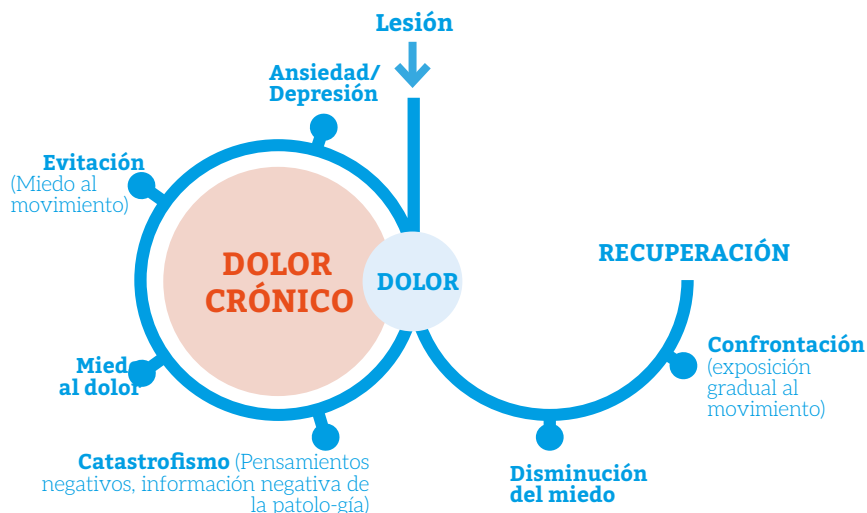 Lesión
Ansiedad/
Depresión
Evitación
(Miedo al
movimiento)
DOLOR
CRÓNICO
DOLOR
RECUPERACIÓN
Miedo
al dolor
Confrontación
(exposición
gradual al
movimiento)
Catastrofismo (Pensamientos
negativos, información negativa de
la patolo-gía)
Disminución
del miedo